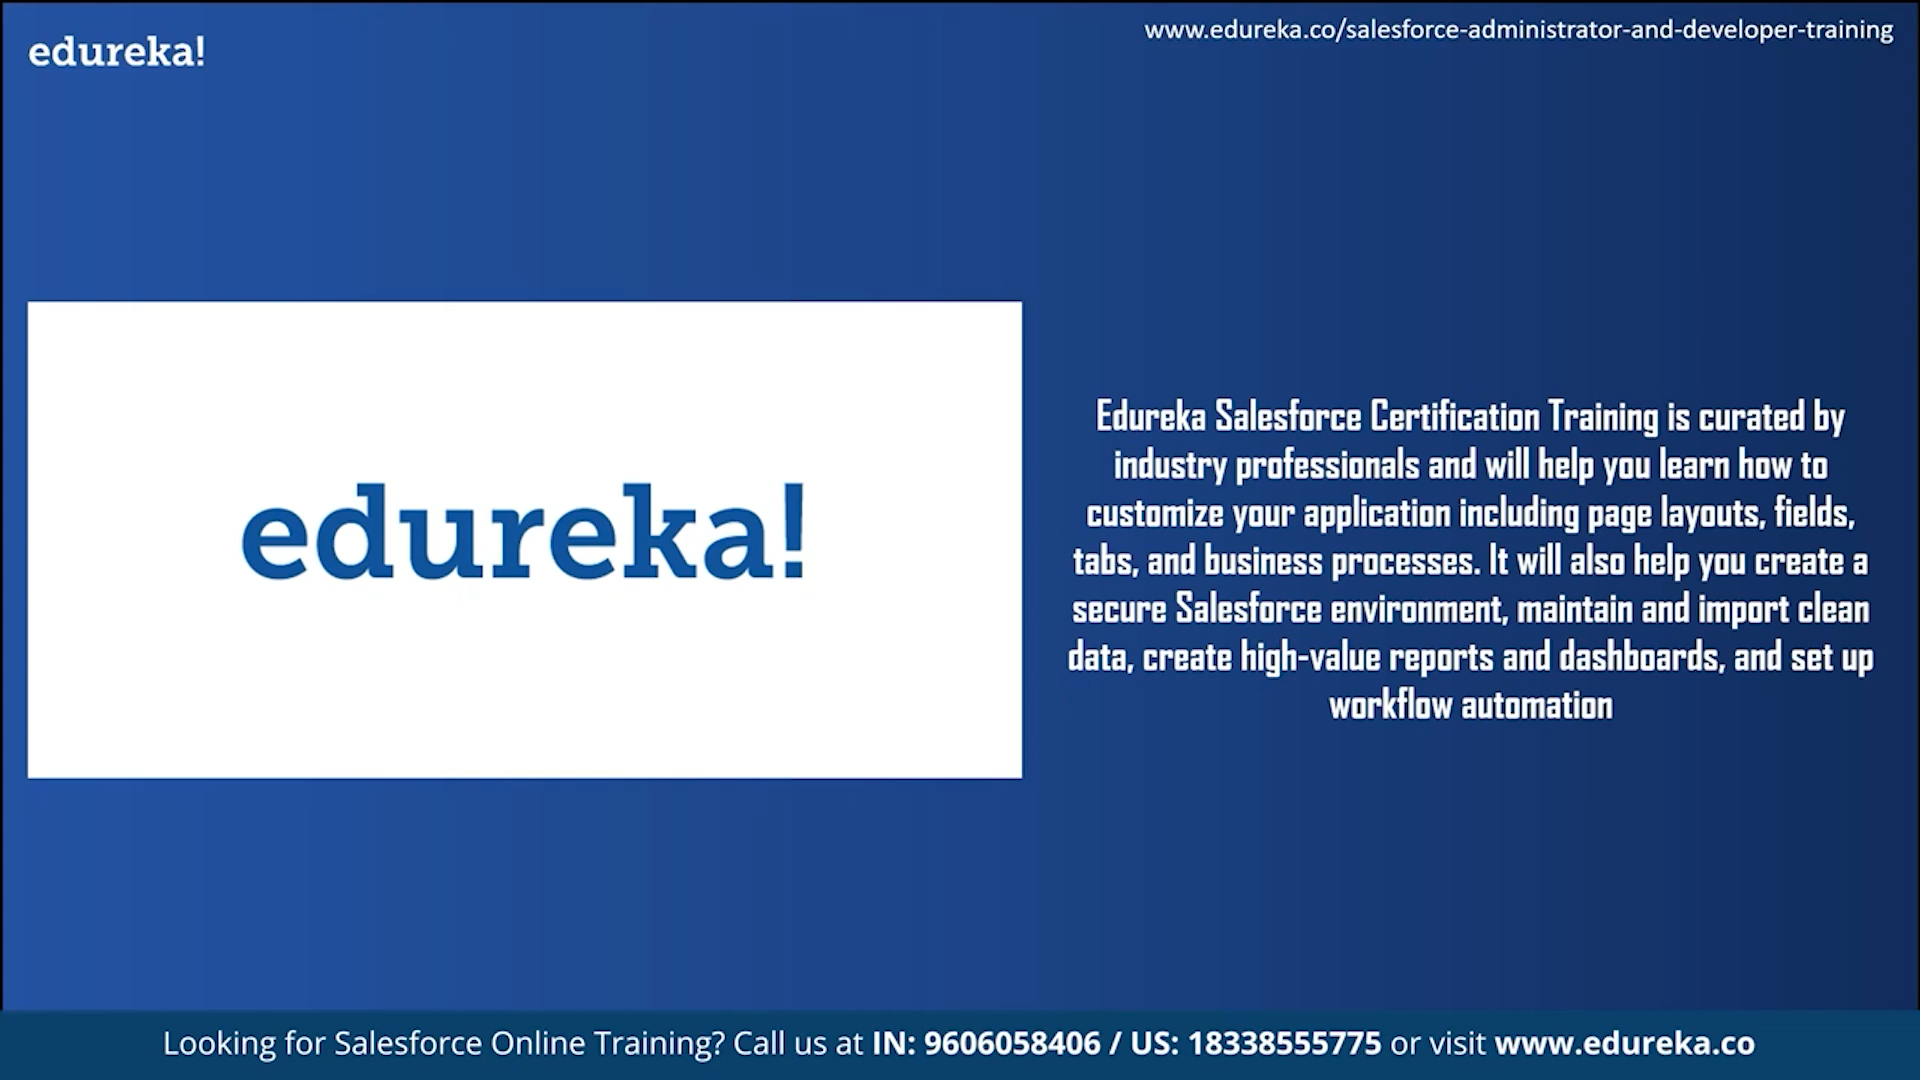 edureka!
www.edureka.co/salesforce-administrator-and-developer-training
edureka!
Edureka Salesforce Certification Training is curated by
industry professionals and will help you learn how to
customize your application including page layouts, fields,
tabs, and business processes. It will also help you create a
secure Salesforce environment, maintain and import clean
data, create high-value reports and dashboards, and set up
workflow automation
Looking for Salesforce Online Training? Call us at IN: 9606058406 / US: 18338555775 or visit www.edureka.co